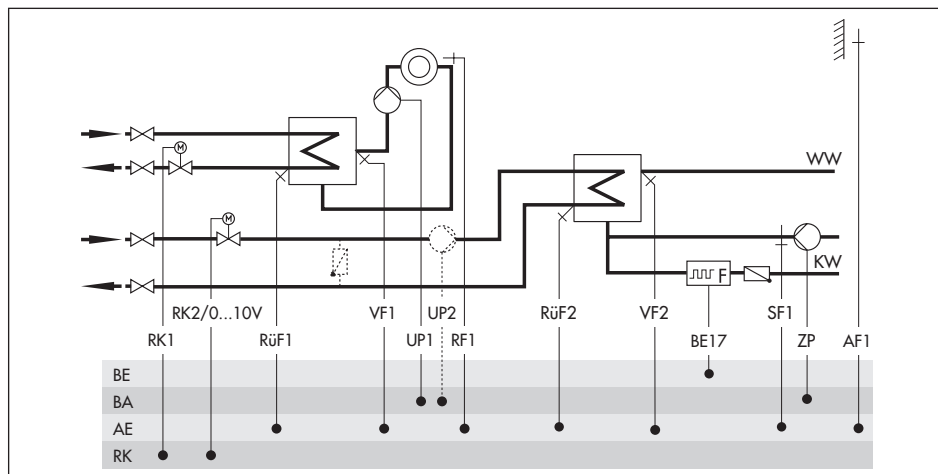 M
WW
M
KW
F
RK2/0...10V VF1 UP2 RüF2 VF2 SF1
RK1 RüF1 UP1 RF1 BE17 ZP AF1
BE
BA
AE
RK